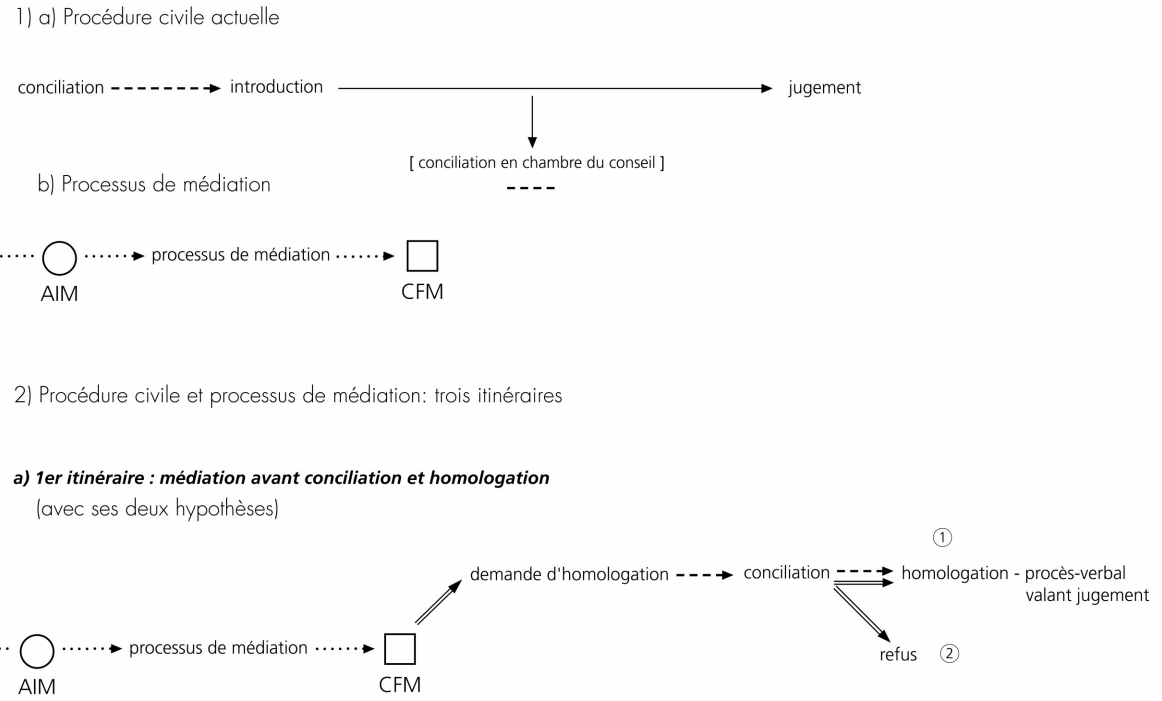 1) a) Procédure civile actuelle
conciliation introduction jugement
[ conciliation en chambre du conseil ]
b) Processus de médiation
processus de médiation
AIM CFM
2) Procédure civile et processus de médiation: trois itinéraires
a) 1er itinéraire : médiation avant conciliation et homologation
(avec ses deux hypothèses)
①
demande d'homologation conciliation homologation - procès-verbal
valant jugement
processus de médiation
refus ②
AIM CFM